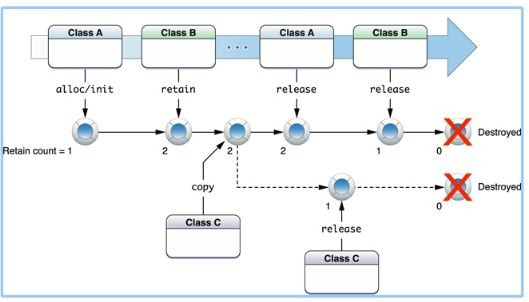 Class A
Class B
...
Class A
Class B
alloc/init
retain
release
release
Destroyed
Retain count = 1
2
2
2
1
0
copy
Destroyed
1
0
Class C
release
Class C